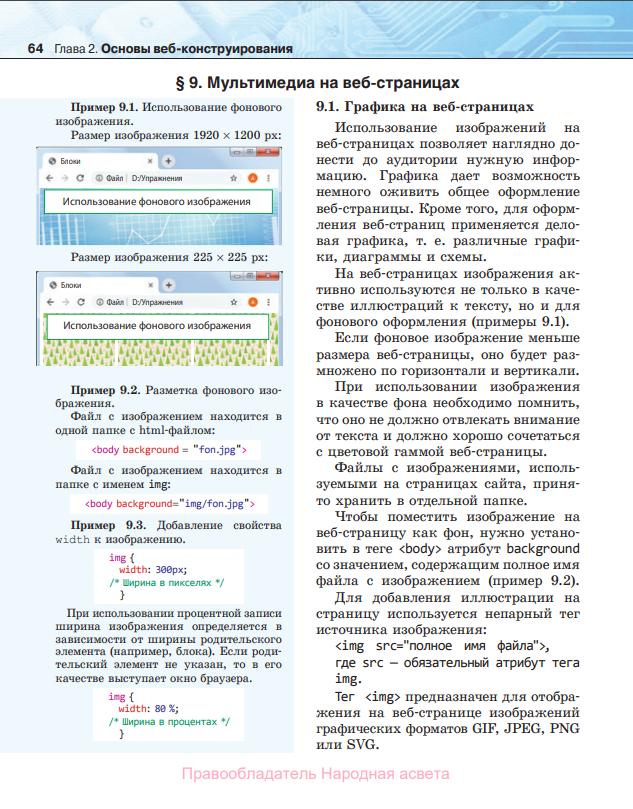 64 Глава 2. Основы веб-конструирования
§ 9. Мультимедиа на веб-страницах
Пример 9.1. Использование фонового
изображения.
Размер изображения 1920 × 1200 px:
Блоки
Файл | D:/Упражнения
Использование фонового изображения
Размер изображения 225 × 225 px:
Блоки
Файл | D:/Упражнения
Использование фонового изображения
Пример 9.2. Разметка фонового изо-
бражения.
Файл с изображением находится в
одной папке с html-файлом:
<body background = "fon.jpg">
Файл с изображением находится в
папке с именем img:
<body background="img/fon.jpg">
Пример 9.3. Добавление свойства
width к изображению.
img {
width: 300px;
/* Ширина в пикселях */
}
При использовании процентной записи
ширина изображения определяется в
зависимости от ширины родительского
элемента (например, блока). Если роди-
тельский элемент не указан, то в его
качестве выступает окно браузера.
img {
width: 80 %;
/* Ширина в процентах */
}
9.1. Графика на веб-страницах
Использование изображений на
веб-страницах позволяет наглядно до-
нести до аудитории нужную инфор-
мацию. Графика дает возможность
немного оживить общее оформление
веб-страницы. Кроме того, для оформ-
ления веб-страниц применяется дело-
вая графика, т. е. различные графи-
ки, диаграммы и схемы.
На веб-страницах изображения ак-
тивно используются не только в каче-
стве иллюстраций к тексту, но и для
фонового оформления (примеры 9.1).
Если фоновое изображение меньше
размера веб-страницы, оно будет раз-
множено по горизонтали и вертикали.
При использовании изображения
в качестве фона необходимо помнить,
что оно не должно отвлекать внимание
от текста и должно хорошо сочетаться
с цветовой гаммой веб-страницы.
Файлы с изображениями, исполь-
зуемыми на страницах сайта, приня-
то хранить в отдельной папке.
Чтобы поместить изображение на
веб-страницу как фон, нужно устано-
вить в теге <body> атрибут background
со значением, содержащим полное имя
файла с изображением (пример 9.2).
Для добавления иллюстрации на
страницу используется непарный тег
источника изображения:
<img src="полное имя файла">,
где src — обязательный атрибут тега
img.
Тег <img> предназначен для отобра-
жения на веб-странице изображений
графических форматов GIF, JPEG, PNG
или SVG.
Правообладатель Народная асвета